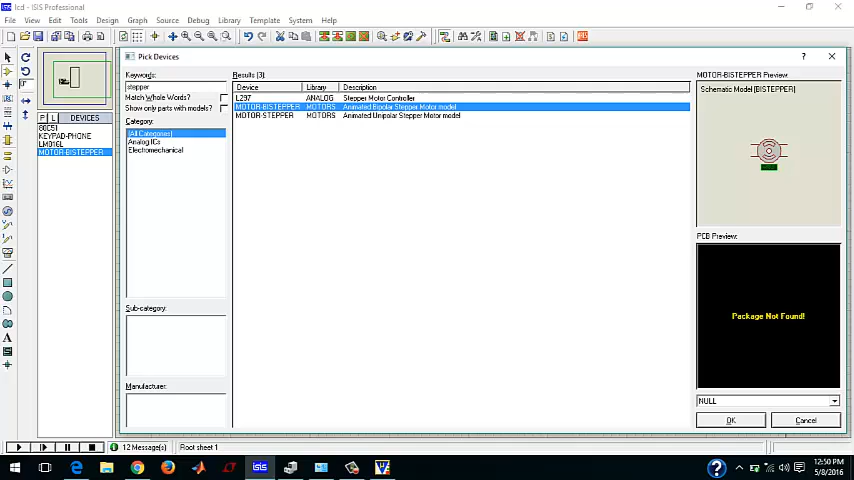 lcd - ISIS Professional
File View Edit Tools Design Graph Source Debug Library Template System Help
Pick Devices
Keywords:
stepper
Match Whole Words?
Show only parts with models?
Category:
(All Categories)
Analog ICs
Electromechanical
Sub-category:
Manufacturer:
Results (3):
Device Library Description
L297 ANALOG Stepper Motor Controller
MOTOR-BISTEPPER MOTORS Animated Bipolar Stepper Motor model
MOTOR-STEPPER MOTORS Animated Unipolar Stepper Motor model
MOTOR-BISTEPPER Preview:
Schematic Model [BISTEPPER]
PCB Preview:
Package Not Found!
NULL
OK Cancel
P L DEVICES
80C51
KEYPAD-PHONE
LM016L
MOTOR-BISTEPPER
12 Message(s) Root sheet 1
isis
12:50 PM
5/8/2016